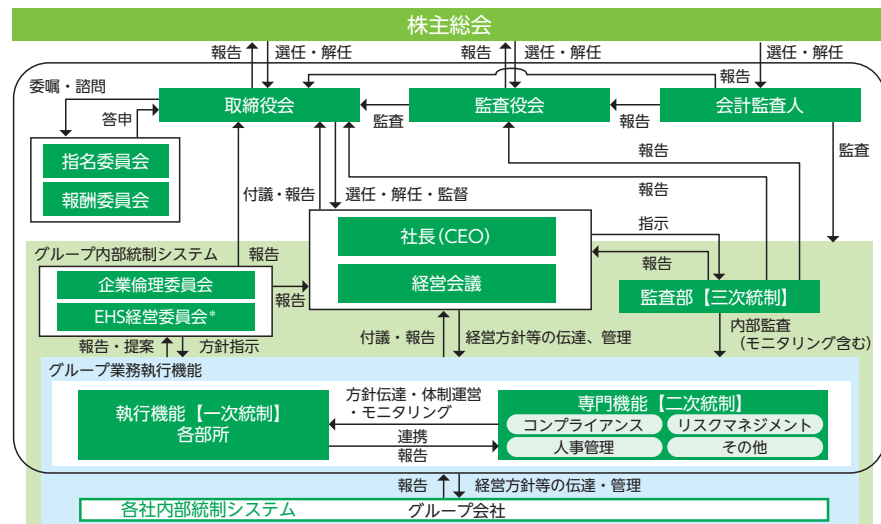 株主総会
報告
選任・解任
報告
選任・解任
選任・解任
報告
委嘱・諮問
取締役会
監査
監査役会
報告
会計監査人
答申
指名委員会
報酬委員会
報告
監査
報告
付議・報告
選任・解任・監督
社長(CEO)
経営会議
指示
報告
グループ内部統制システム
報告
企業倫理委員会
EHS経営委員会*
報告
監査部【三次統制】
内部監査
(モニタリング含む)
報告・提案
方針指示
付議・報告
経営方針等の伝達、管理
グループ業務執行機能
執行機能【一次統制】
各部所
方針伝達・体制運営
・モニタリング
連携
報告
専門機能【二次統制】
コンプライアンス
リスクマネジメント
人事管理
その他
報告
経営方針等の伝達・管理
各社内部統制システム
グループ会社